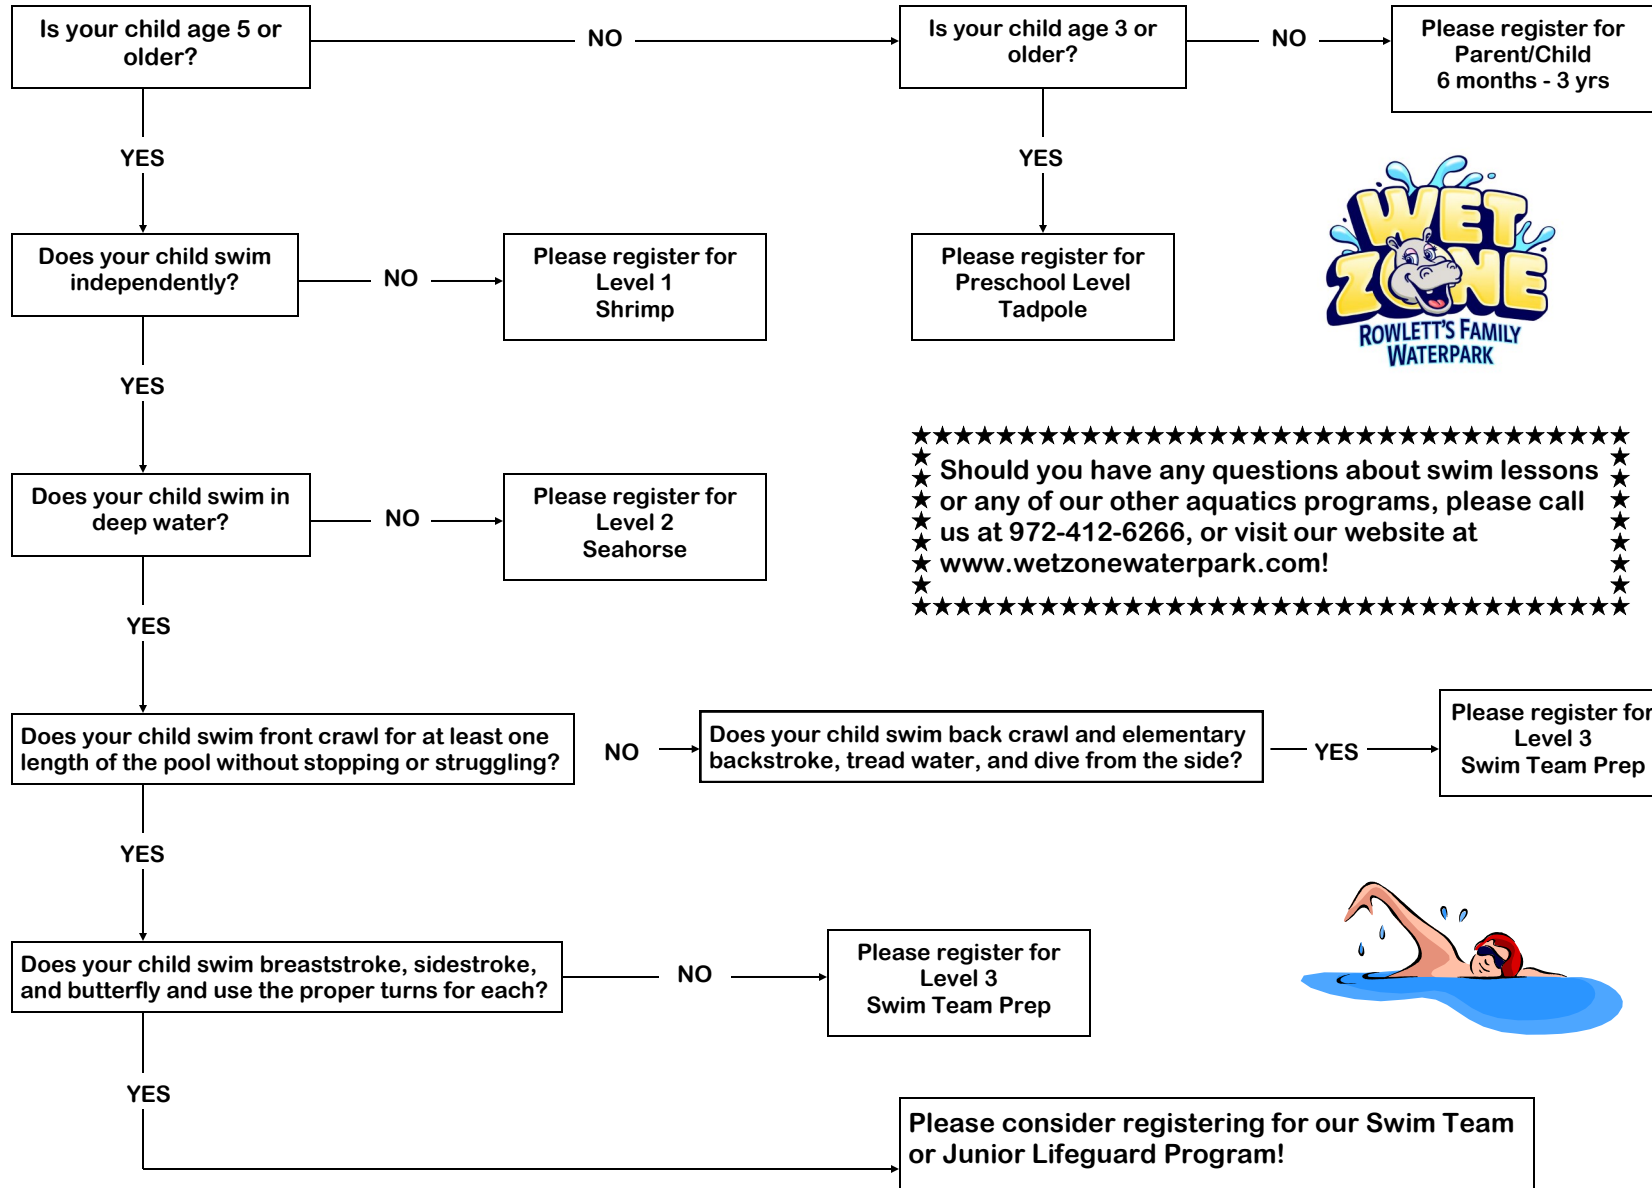 Is your child age 5 or
older?
NO
Is your child age 3 or
older?
NO
Please register for
Parent/Child
6 months - 3 yrs
YES
YES
WET
ZONE
ROWLETT'S FAMILY
WATERPARK
Does your child swim
independently?
NO
Please register for
Level 1
Shrimp
Please register for
Preschool Level
Tadpole
YES
Does your child swim in
deep water?
NO
Please register for
Level 2
Seahorse
Should you have any questions about swim lessons
or any of our other aquatics programs, please call
us at 972-412-6266, or visit our website at
www.wetzonewaterpark.com!
YES
Does your child swim front crawl for at least one
length of the pool without stopping or struggling?
NO
Does your child swim back crawl and elementary
backstroke, tread water, and dive from the side?
YES
Please register for
Level 3
Swim Team Prep
YES
Does your child swim breaststroke, sidestroke,
and butterfly and use the proper turns for each?
NO
Please register for
Level 3
Swim Team Prep
YES
Please consider registering for our Swim Team
or Junior Lifeguard Program!